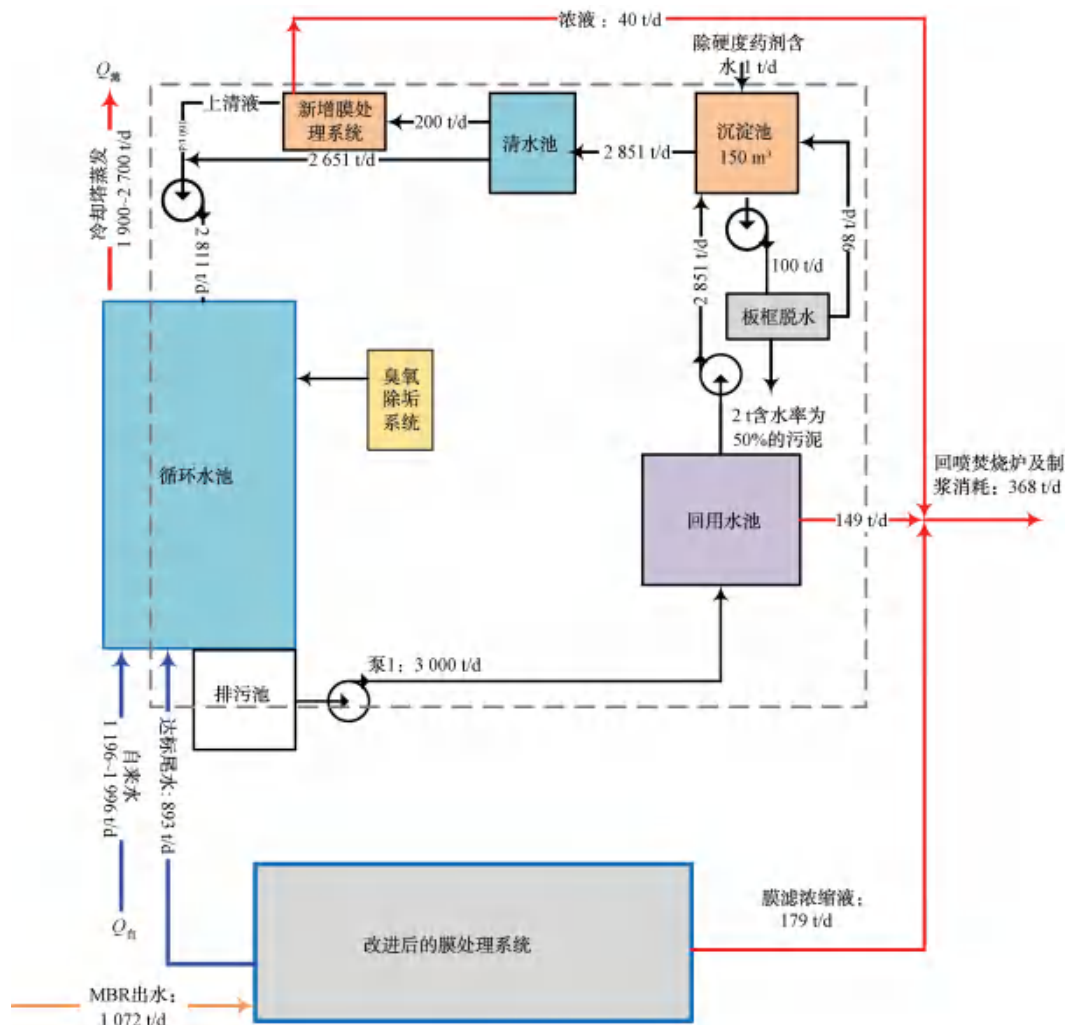 浓液：40 t/d
除硬度药剂含
水 1 t/d
Q蒸
冷却塔蒸发
1 900~2 700 t/d
上清液
160 t/d
新增膜处
理系统
200 t/d
清水池
2 851 t/d
沉淀池
150 m³
2 651 t/d
2 811 t/d
2 851 t/d
100 t/d
98 t/d
板框脱水
臭氧
除垢
系统
2 t含水率为
50%的污泥
循环水池
回用水池
149 t/d
回喷焚烧炉及制
浆消耗：368 t/d
泵1：3 000 t/d
排污池
自来水
1 196~1 996 t/d
达标尾水: 893 t/d
Q自
改进后的膜处理系统
膜滤浓缩液：
179 t/d
MBR出水：
1 072 t/d